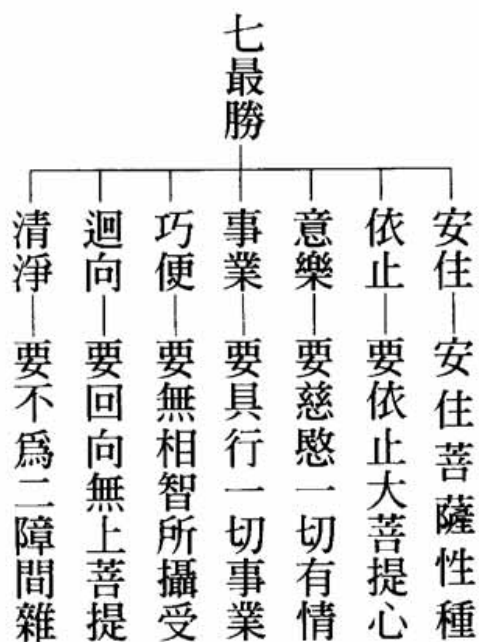 七最勝
安住—安住菩薩性種
依止—要依止大菩提心
意樂—要慈愍一切有情
事業—要具行一切事業
巧便—要無相智所攝受
迴向—要回向無上菩提
清淨—要不為二障間雜